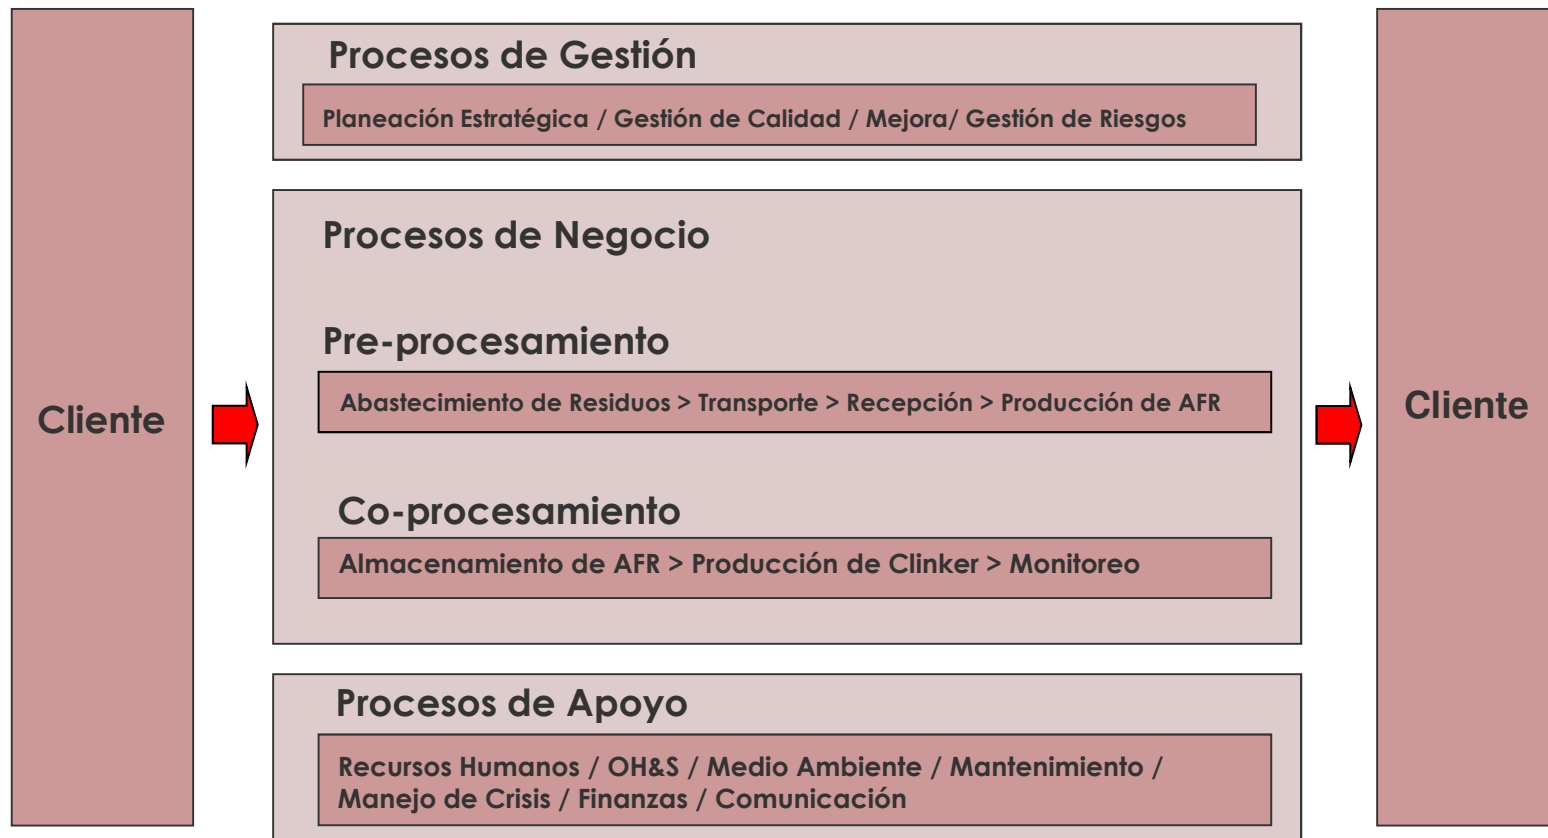 Cliente
Procesos de Gestión
Planeación Estratégica / Gestión de Calidad / Mejora/ Gestión de Riesgos
Procesos de Negocio
Pre-procesamiento
Abastecimiento de Residuos > Transporte > Recepción > Producción de AFR
Co-procesamiento
Almacenamiento de AFR > Producción de Clinker > Monitoreo
Procesos de Apoyo
Recursos Humanos / OH&S / Medio Ambiente / Mantenimiento /
Manejo de Crisis / Finanzas / Comunicación
Cliente